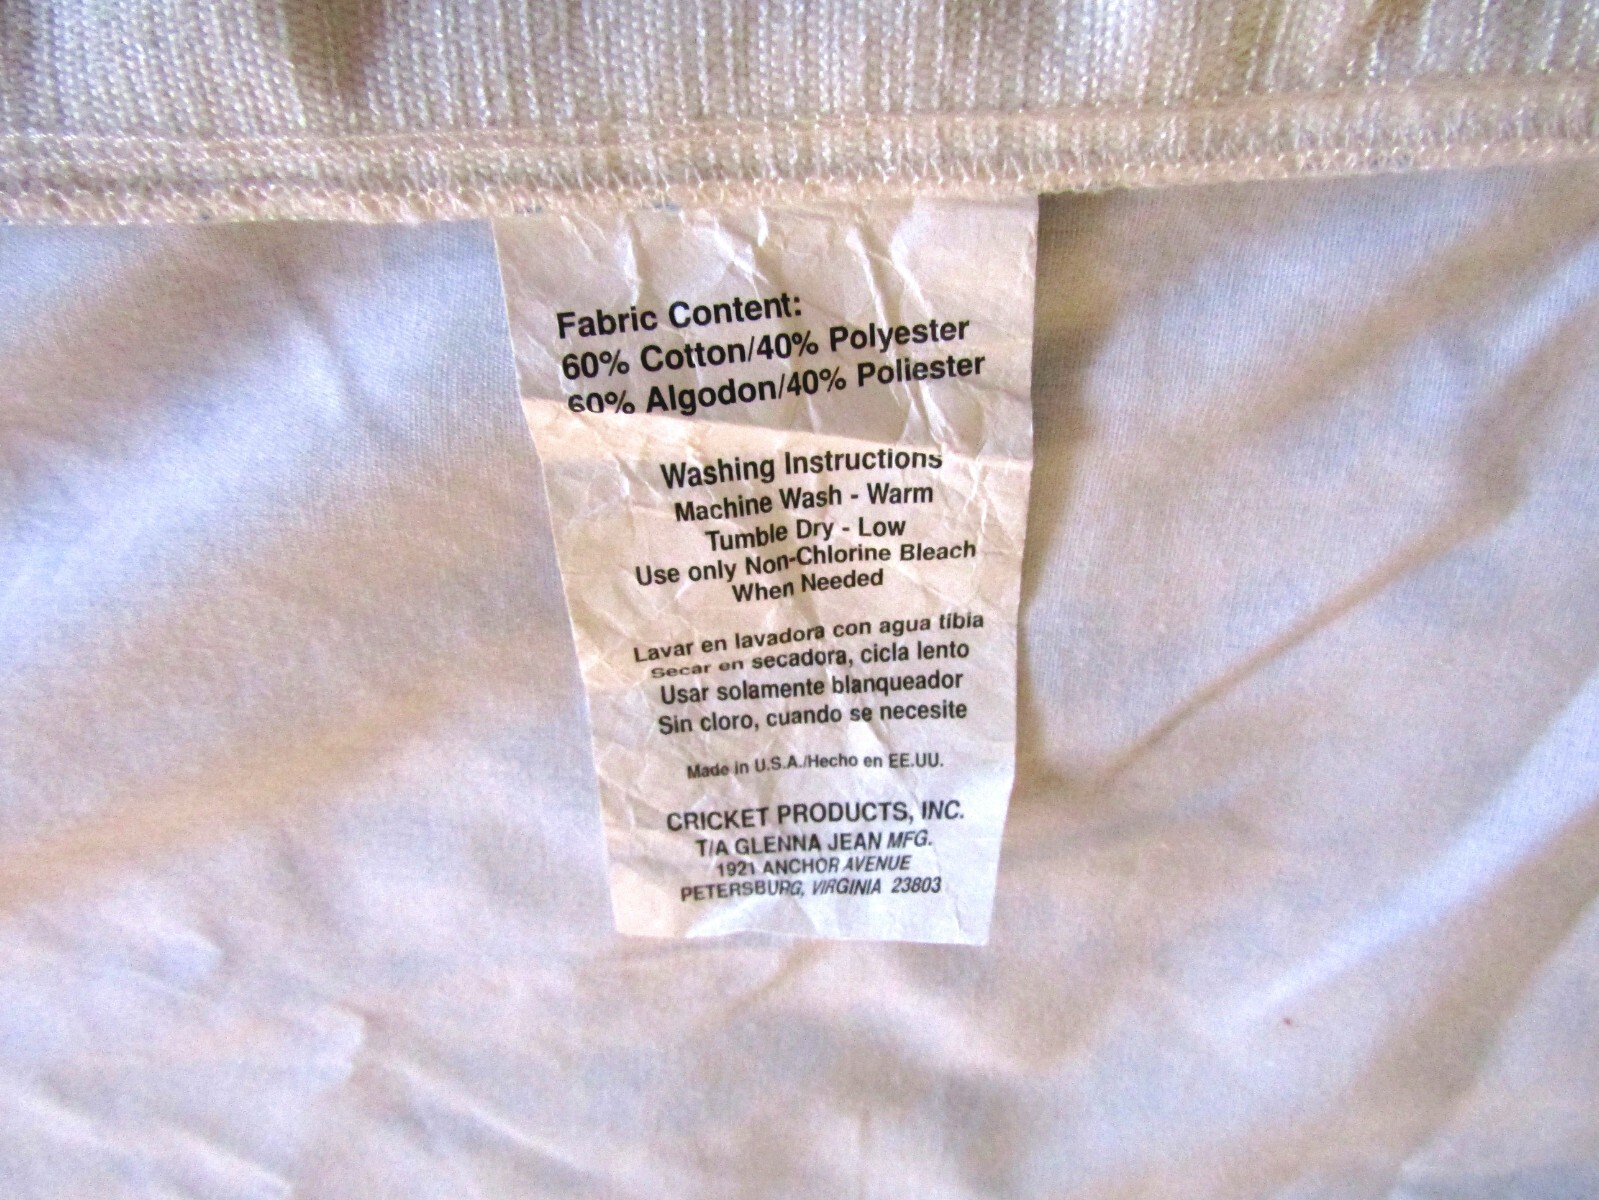 Fabric Content:
60% Cotton/40% Polyester
60% Algodon/40% Poliester
Washing Instructions
Machine Wash - Warm
Tumble Dry - Low
Use only Non-Chlorine Bleach
When Needed
Lavar en lavadora con agua tibia
Secar en secadora, cicla lento
Usar solamente blanqueador
Sin cloro, cuando se necesite
Made in U.S.A./Hecho en EE.UU.
CRICKET PRODUCTS, INC.
T/A GLENNA JEAN MFG.
1921 ANCHOR AVENUE
PETERSBURG, VIRGINIA 23803